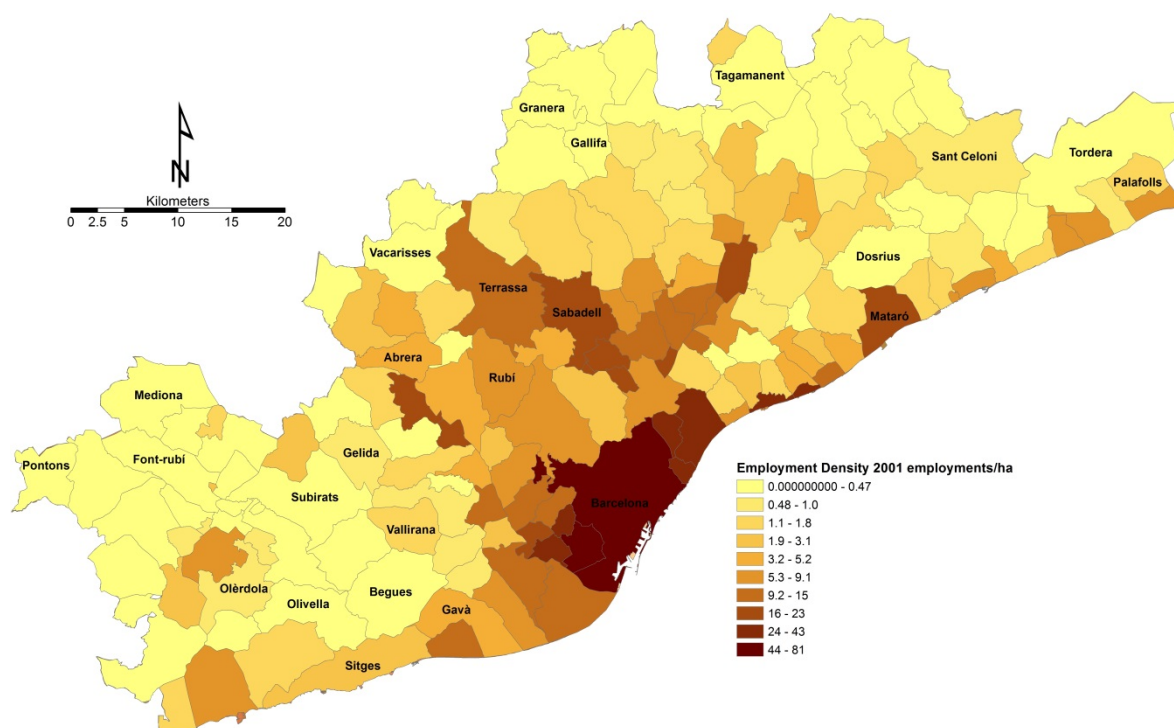 Tagamanent
Granera
Gallifa
Sant Celoni
Tordera
Palafolls
N
Kilometers
0 2.5 5 10 15 20
Vacarisses
Dosrius
Terrassa
Sabadell
Mataró
Abrera
Rubí
Mediona
Pontons
Font-rubí
Gelida
Subirats
Barcelona
Vallirana
Olèrdola
Olivella
Begues
Gavà
Sitges
Employment Density 2001 employments/ha
0.000000000 - 0.47
0.48 - 1.0
1.1 - 1.8
1.9 - 3.1
3.2 - 5.2
5.3 - 9.1
9.2 - 15
16 - 23
24 - 43
44 - 81